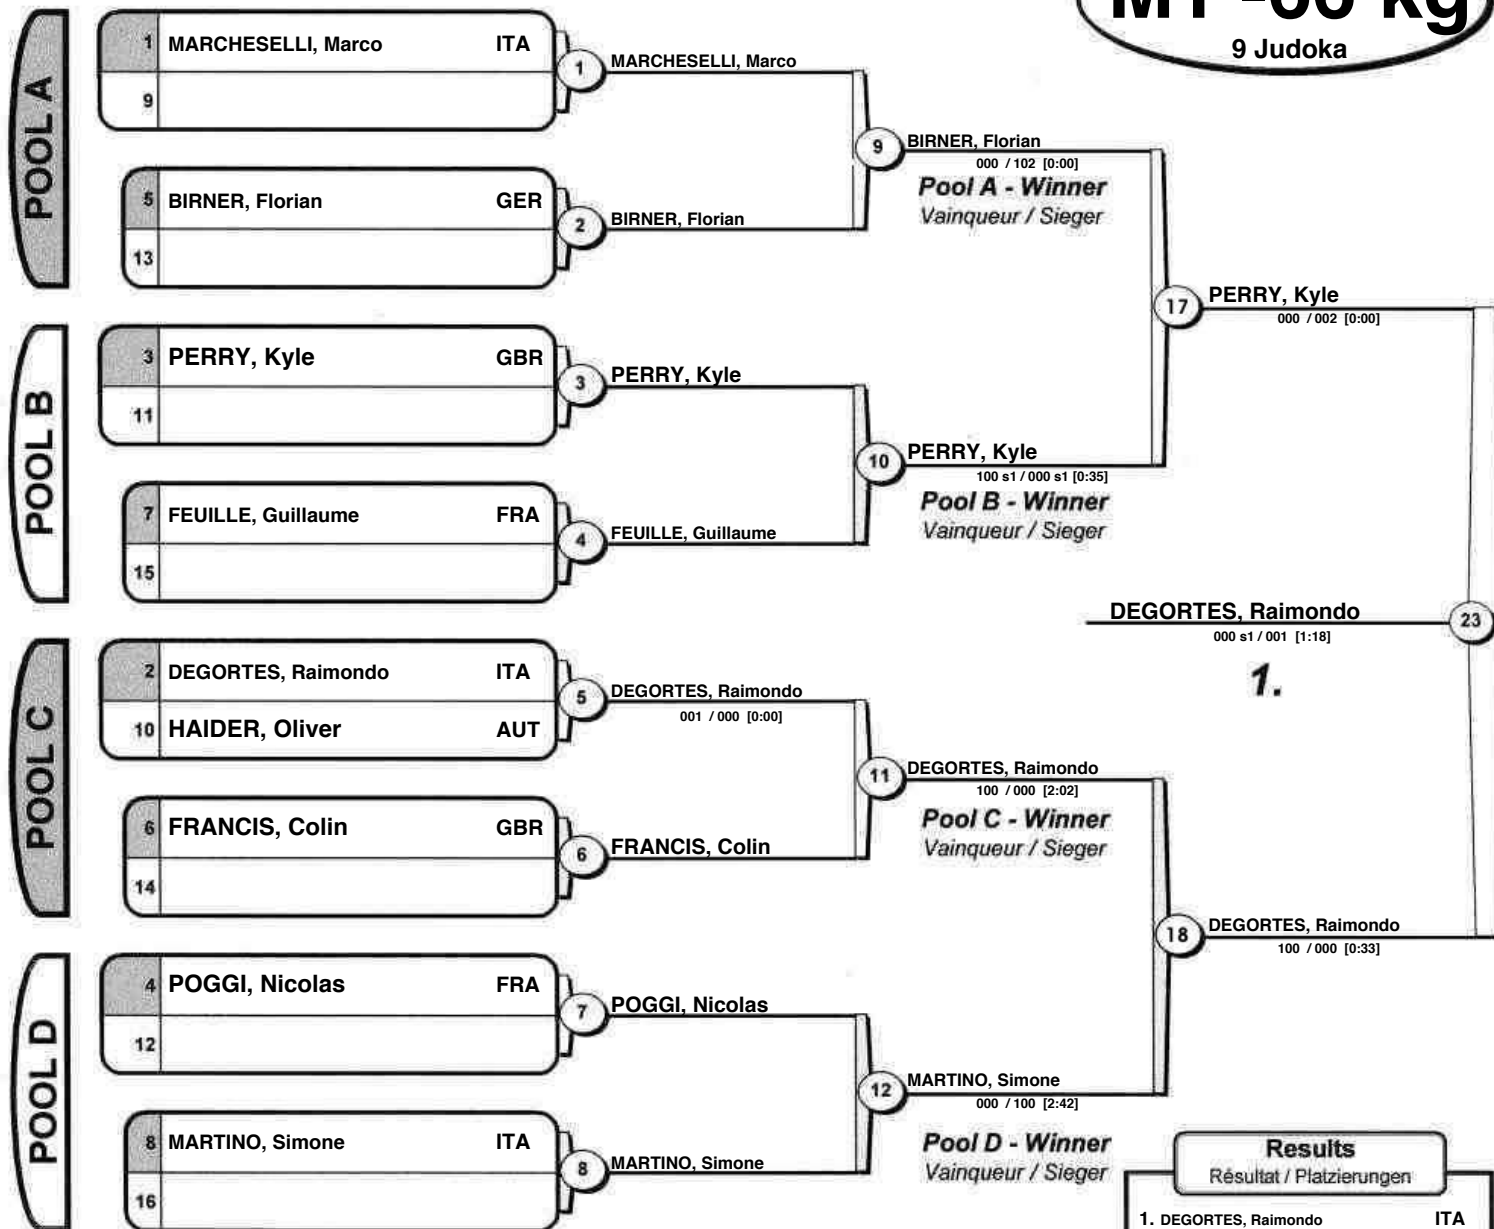 M1 -66 kg
9 Judoka
POOL A
1 MARCHESELLI, Marco ITA
9
5 BIRNER, Florian GER
13
1 MARCHESELLI, Marco
2 BIRNER, Florian
9 BIRNER, Florian
000 / 102 [0:00]
Pool A - Winner
Vainqueur / Sieger
POOL B
3 PERRY, Kyle GBR
11
7 FEUILLE, Guillaume FRA
15
3 PERRY, Kyle
4 FEUILLE, Guillaume
10 PERRY, Kyle
100 s1 / 000 s1 [0:35]
Pool B - Winner
Vainqueur / Sieger
17 PERRY, Kyle
000 / 002 [0:00]
DEGORTES, Raimondo 23
000 s1 / 001 [1:18]
1.
POOL C
2 DEGORTES, Raimondo ITA
10 HAIDER, Oliver AUT
6 FRANCIS, Colin GBR
14
5 DEGORTES, Raimondo
001 / 000 [0:00]
6 FRANCIS, Colin
11 DEGORTES, Raimondo
100 / 000 [2:02]
Pool C - Winner
Vainqueur / Sieger
18 DEGORTES, Raimondo
100 / 000 [0:33]
POOL D
4 POGGI, Nicolas FRA
12
8 MARTINO, Simone ITA
16
7 POGGI, Nicolas
8 MARTINO, Simone
12 MARTINO, Simone
000 / 100 [2:42]
Pool D - Winner
Vainqueur / Sieger
Results
Résultat / Platzierungen
1. DEGORTES, Raimondo ITA